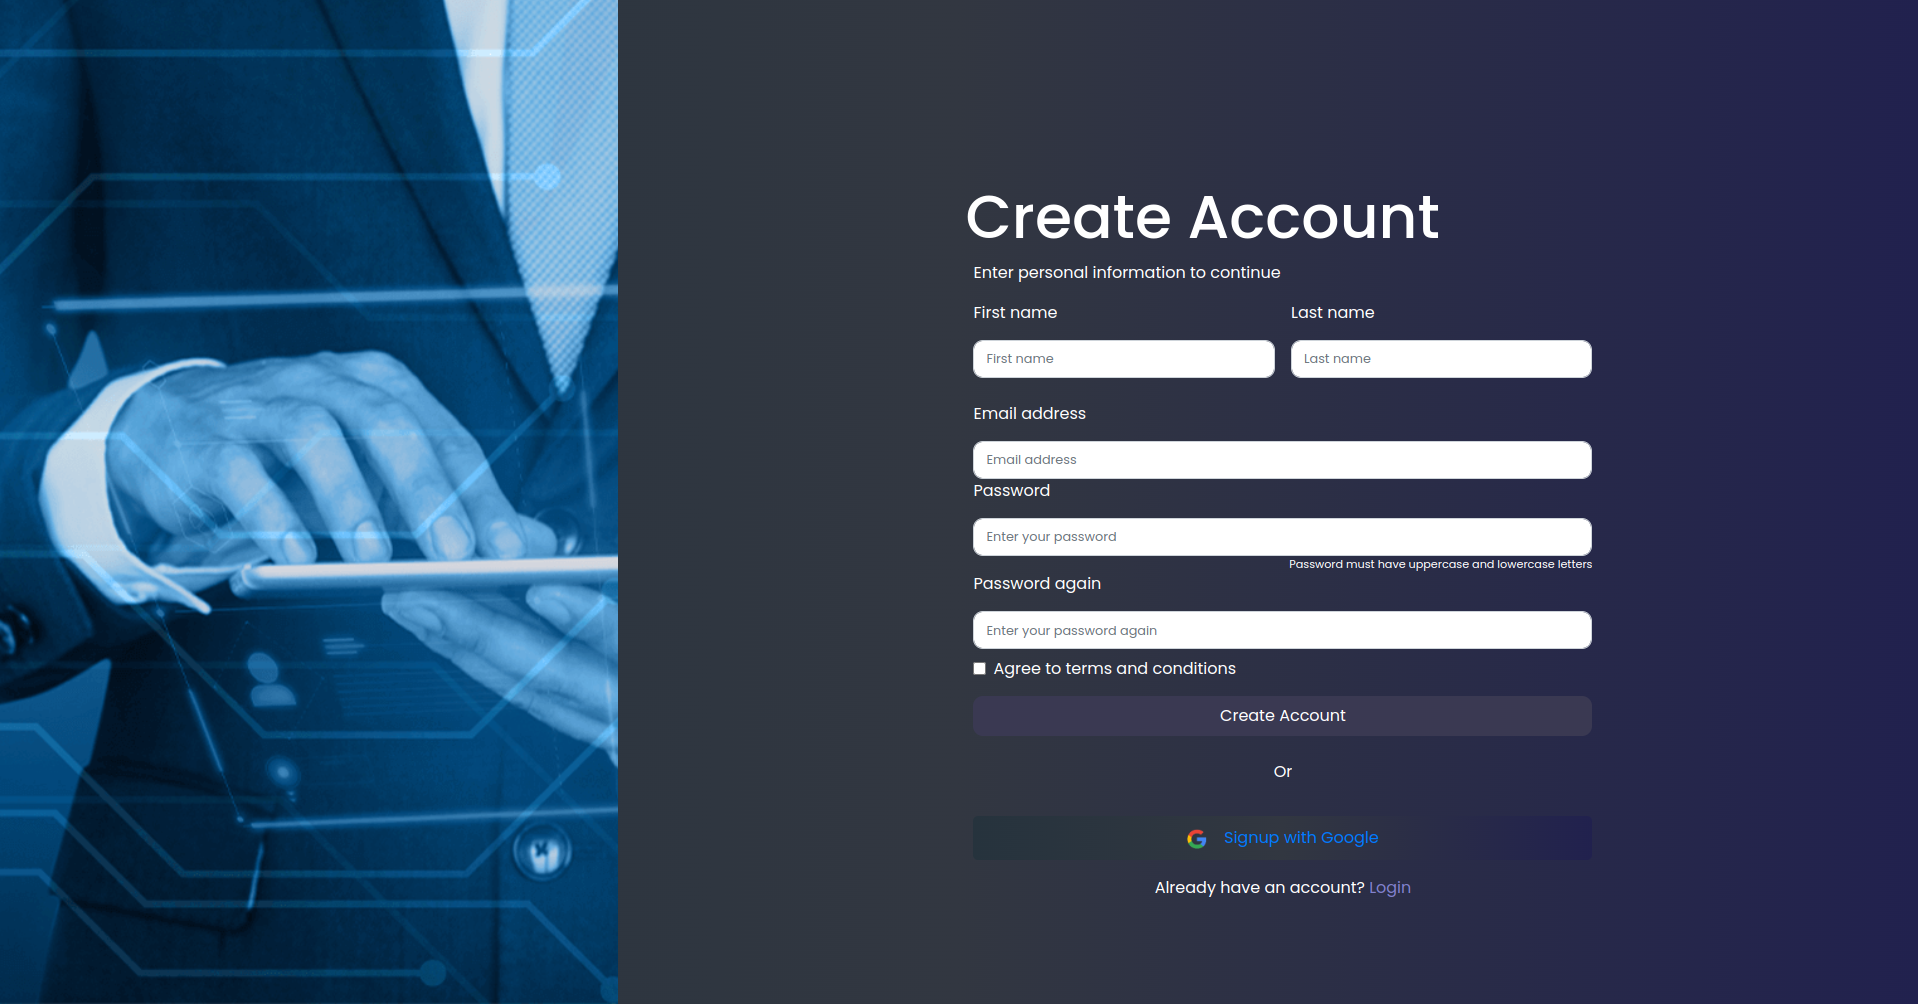 Create Account
Enter personal information to continue
First name Last name
First name Last name
Email address
Email address
Password
Enter your password
Password must have uppercase and lowercase letters
Password again
Enter your password again
Agree to terms and conditions
Create Account
Or
Signup with Google
Already have an account? Login